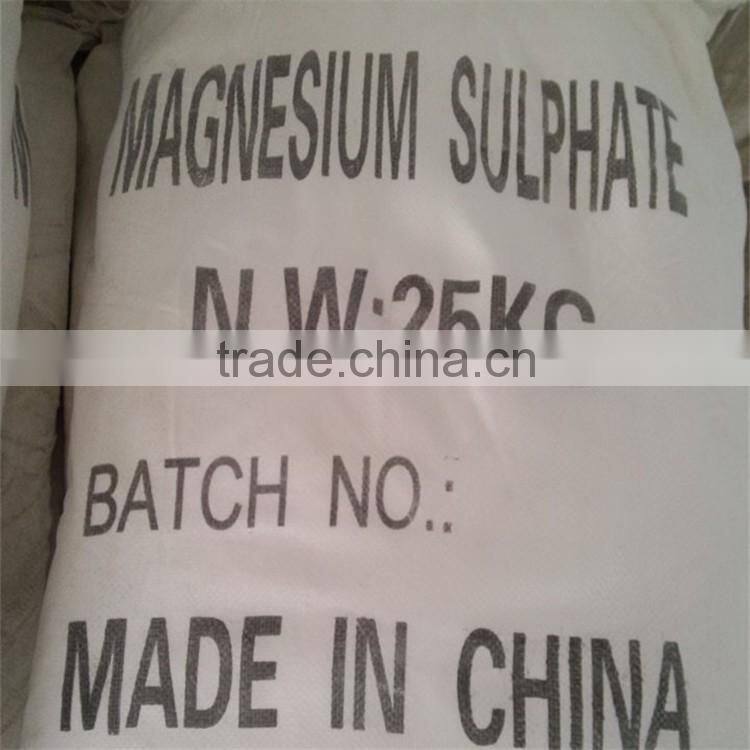 MAGNESIUM SULPHATE
N.W:25KG
trade.china.cn
BATCH NO.:
MADE IN CHINA